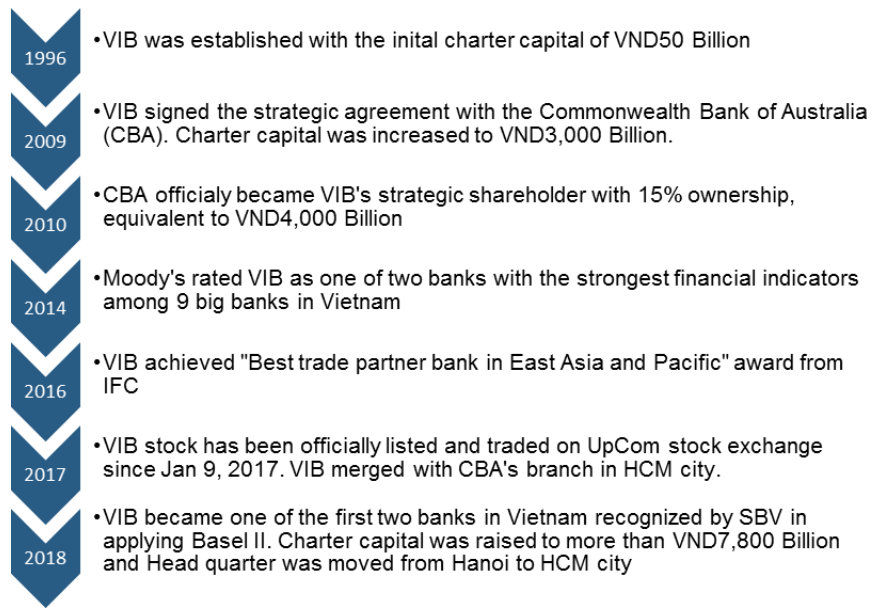 1996
•VIB was established with the inital charter capital of VND50 Billion
2009
•VIB signed the strategic agreement with the Commonwealth Bank of Australia
(CBA). Charter capital was increased to VND3,000 Billion.
2010
•CBA officialy became VIB's strategic shareholder with 15% ownership,
equivalent to VND4,000 Billion
2014
•Moody's rated VIB as one of two banks with the strongest financial indicators
among 9 big banks in Vietnam
2016
•VIB achieved "Best trade partner bank in East Asia and Pacific" award from
IFC
2017
•VIB stock has been officially listed and traded on UpCom stock exchange
since Jan 9, 2017. VIB merged with CBA's branch in HCM city.
2018
•VIB became one of the first two banks in Vietnam recognized by SBV in
applying Basel II. Charter capital was raised to more than VND7,800 Billion
and Head quarter was moved from Hanoi to HCM city